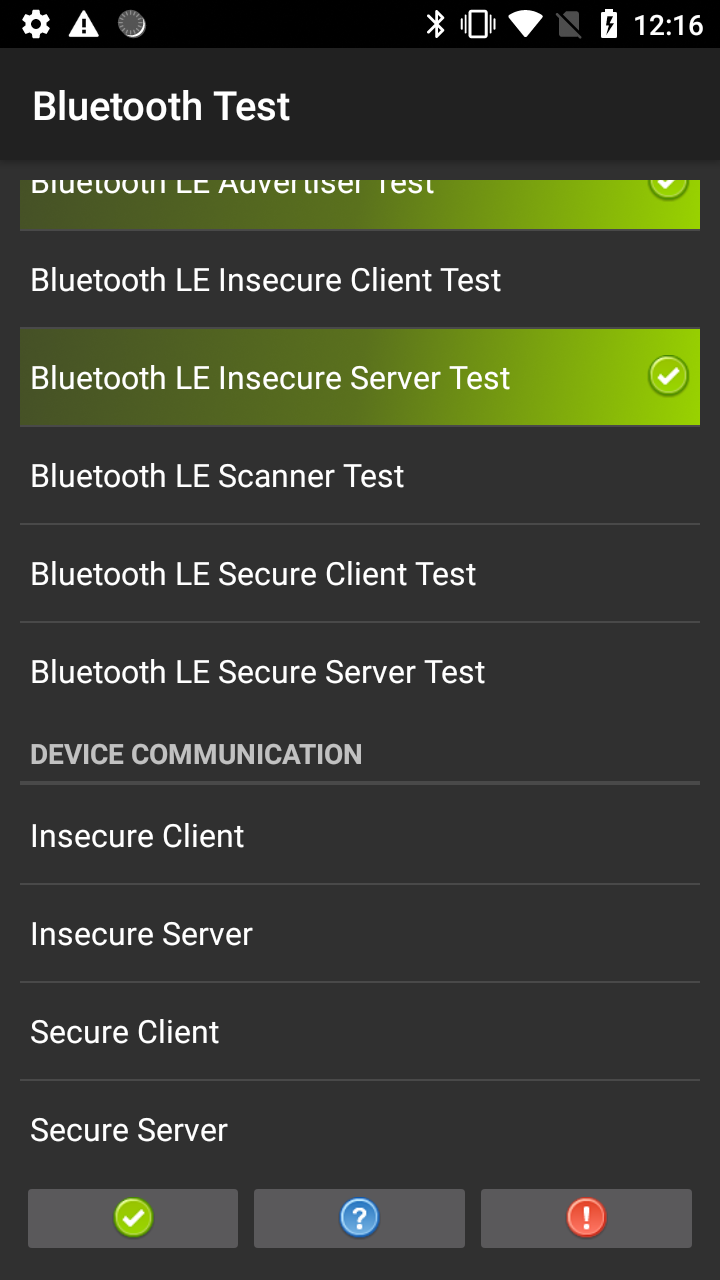 12:16
Bluetooth Test
Bluetooth LE Advertiser Test
Bluetooth LE Insecure Client Test
Bluetooth LE Insecure Server Test
Bluetooth LE Scanner Test
Bluetooth LE Secure Client Test
Bluetooth LE Secure Server Test
DEVICE COMMUNICATION
Insecure Client
Insecure Server
Secure Client
Secure Server